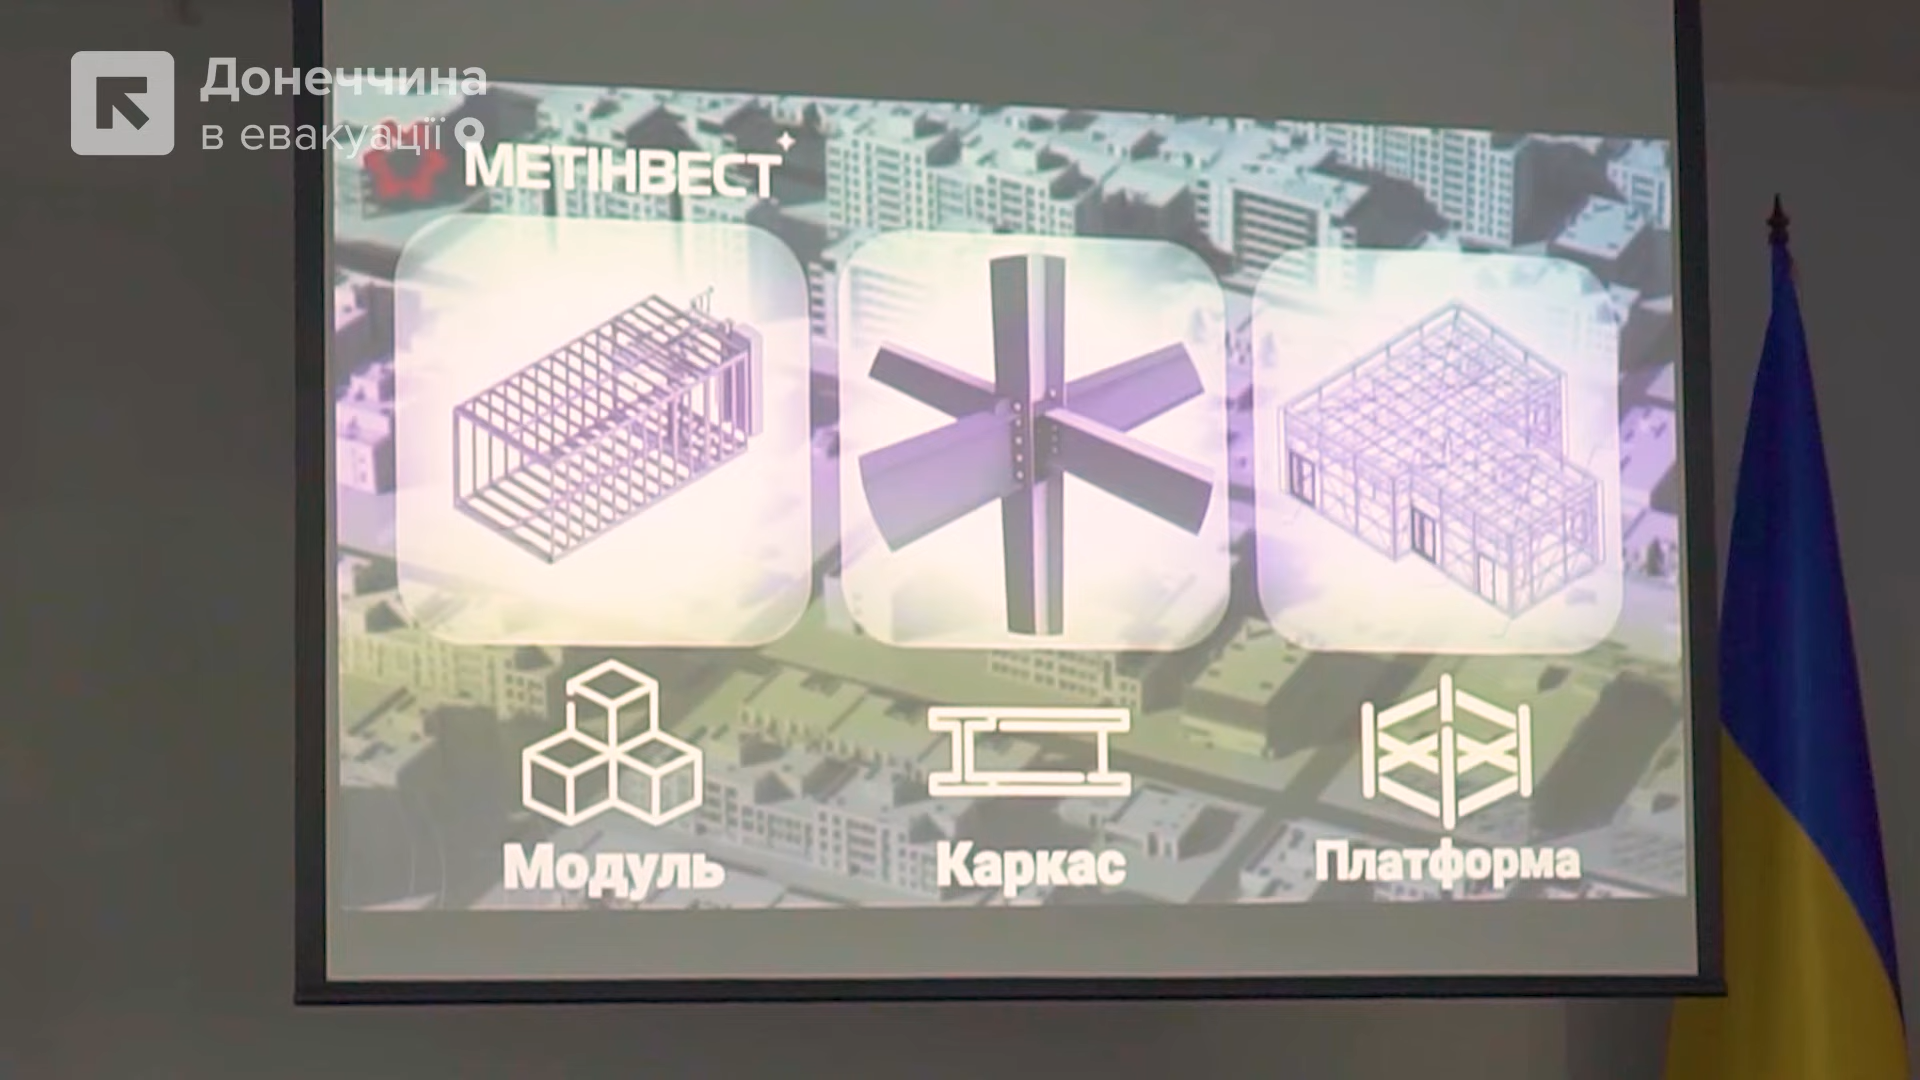 Донеччина
в евакуації
МЕТІНВЕСТ
Модуль
Каркас
Платформа